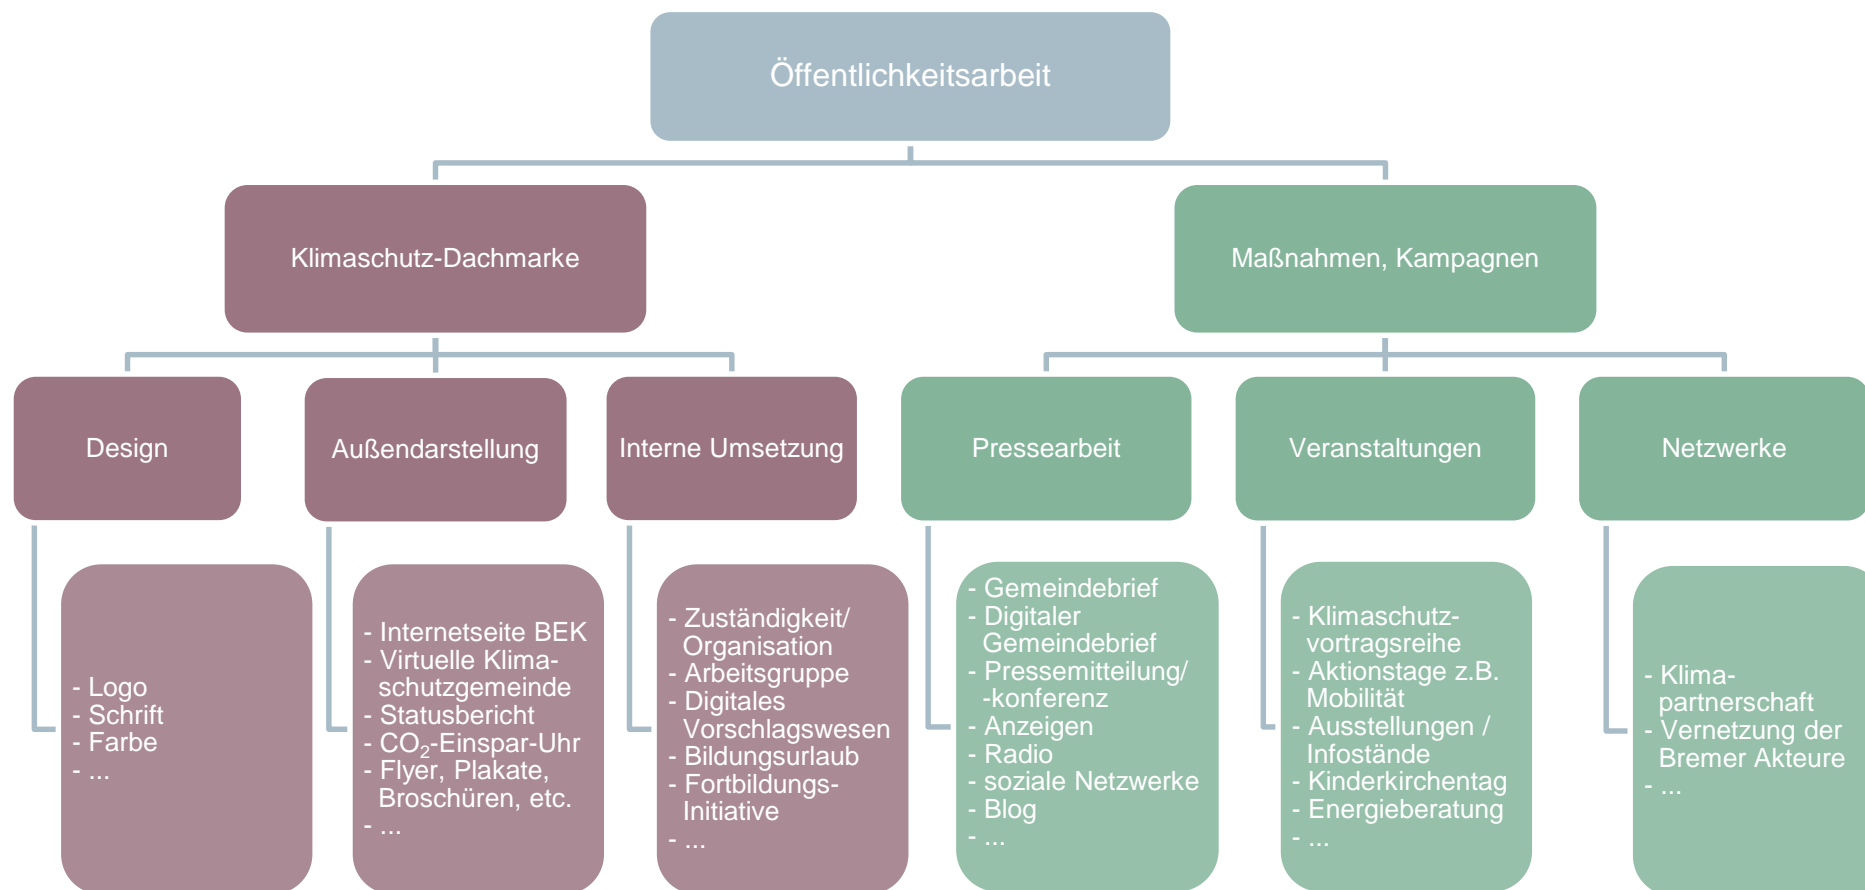 Öffentlichkeitsarbeit
Klimaschutz-Dachmarke
Maßnahmen, Kampagnen
Design
Außendarstellung
Interne Umsetzung
Pressearbeit
Veranstaltungen
Netzwerke
- Logo
- Schrift
- Farbe
- ...
- Internetseite BEK
- Virtuelle Klima-
schutzgemeinde
- Statusbericht
- CO₂-Einspar-Uhr
- Flyer, Plakate,
Broschüren, etc.
- ...
- Zuständigkeit/
Organisation
- Arbeitsgruppe
- Digitales
Vorschlagswesen
- Bildungsurlaub
- Fortbildungs-
Initiative
- ...
- Gemeindebrief
- Digitaler
Gemeindebrief
- Pressemitteilung/
-konferenz
- Anzeigen
- Radio
- soziale Netzwerke
- Blog
- ...
- Klimaschutz-
vortragsreihe
- Aktionstage z.B.
Mobilität
- Ausstellungen /
Infostände
- Kinderkirchentag
- Energieberatung
- ...
- Klima-
partnerschaft
- Vernetzung der
Bremer Akteure
- ...